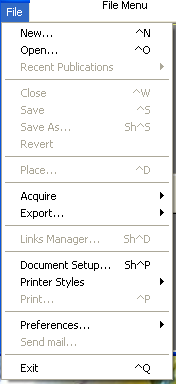 File Menu
File
New... ^N
Open... ^O
Recent Publications
Close ^W
Save ^S
Save As... Sh^S
Revert
Place... ^D
Acquire
Export...
Links Manager... Sh^D
Document Setup... Sh^P
Printer Styles
Print... ^P
Preferences...
Send mail...
Exit ^Q